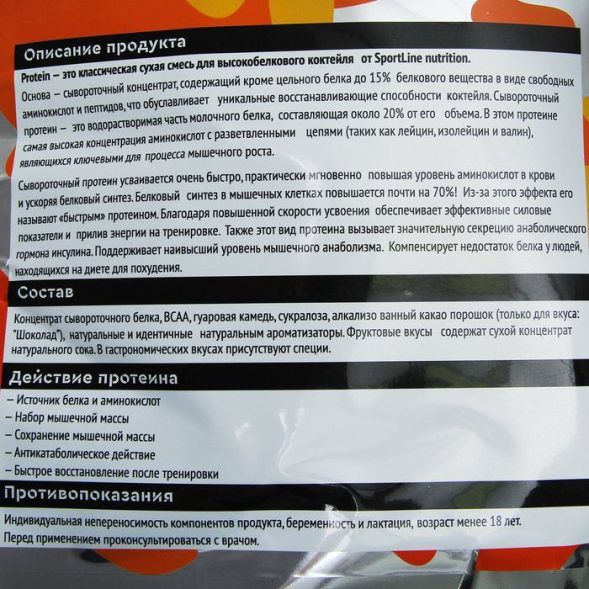 Описание продукта
Protein — это классическая сухая смесь для высокобелкового коктейля от SportLine nutrition.
Основа — сывороточный концентрат, содержащий кроме цельного белка до 15% белкового вещества в виде свободных
аминокислот и пептидов, что обуславливает уникальные восстанавливающие способности коктейля. Сывороточный
протеин — это водорастворимая часть молочного белка, составляющая около 20% от его объема. В этом протеине
самая высокая концентрация аминокислот с разветвленными цепями (таких как лейцин, изолейцин и валин),
являющихся ключевыми для процесса мышечного роста.
Сывороточный протеин усваивается очень быстро, практически мгновенно повышая уровень аминокислот в крови
и ускоряя белковый синтез. Белковый синтез в мышечных клетках повышается почти на 70%! Из-за этого эффекта его
называют «быстрым» протеином. Благодаря повышенной скорости усвоения обеспечивает эффективные силовые
показатели и прилив энергии на тренировке. Также этот вид протеина вызывает значительную секрецию анаболического
гормона инсулина. Поддерживает наивысший уровень мышечного анаболизма. Компенсирует недостаток белка у людей,
находящихся на диете для похудения.
Состав
Концентрат сывороточного белка, BCAA, гуаровая камедь, сукралоза, алкализо ванный какао порошок (только для вкуса:
"Шоколад"), натуральные и идентичные натуральным ароматизаторы. Фруктовые вкусы содержат сухой концентрат
натурального сока. В гастрономических вкусах присутствуют специи.
Действие протеина
— Источник белка и аминокислот
— Набор мышечной массы
— Сохранение мышечной массы
— Антикатаболическое действие
— Быстрое восстановление после тренировки
Противопоказания
Индивидуальная непереносимость компонентов продукта, беременность и лактация, возраст менее 18 лет.
Перед применением проконсультироваться с врачом.